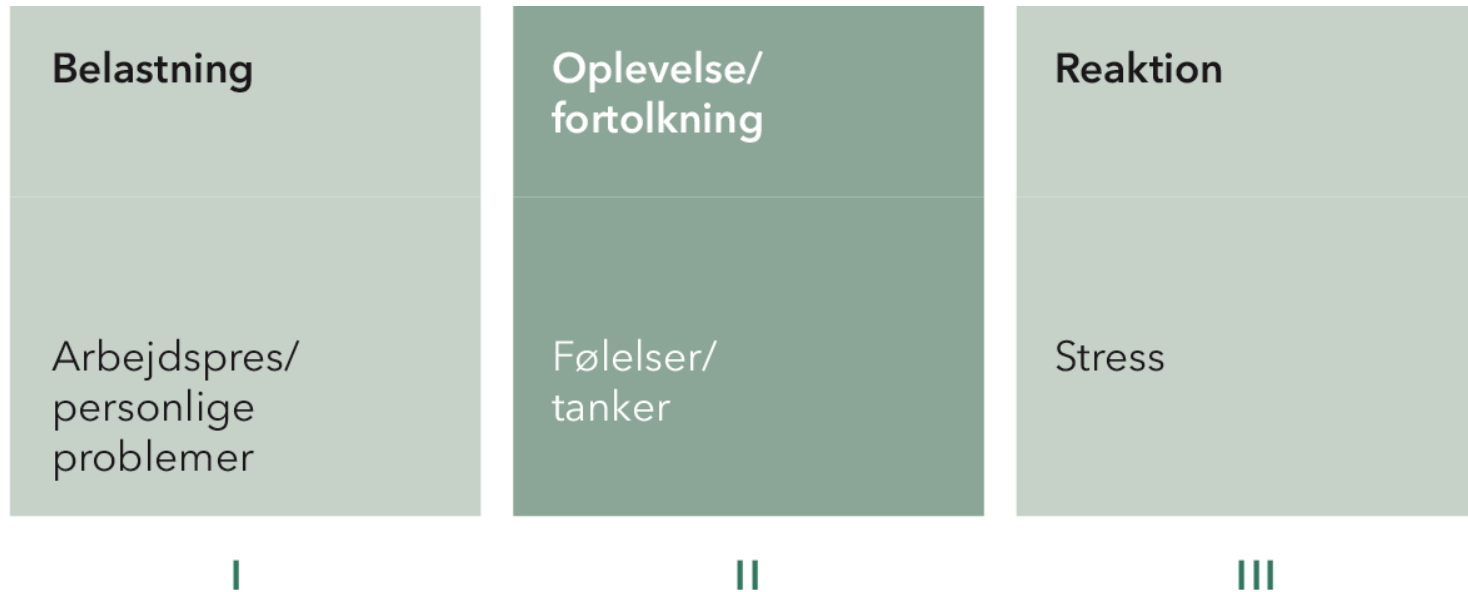 Belastning
Arbejdspres/
personlige
problemer
I
Oplevelse/
fortolkning
Følelser/
tanker
II
Reaktion
Stress
III